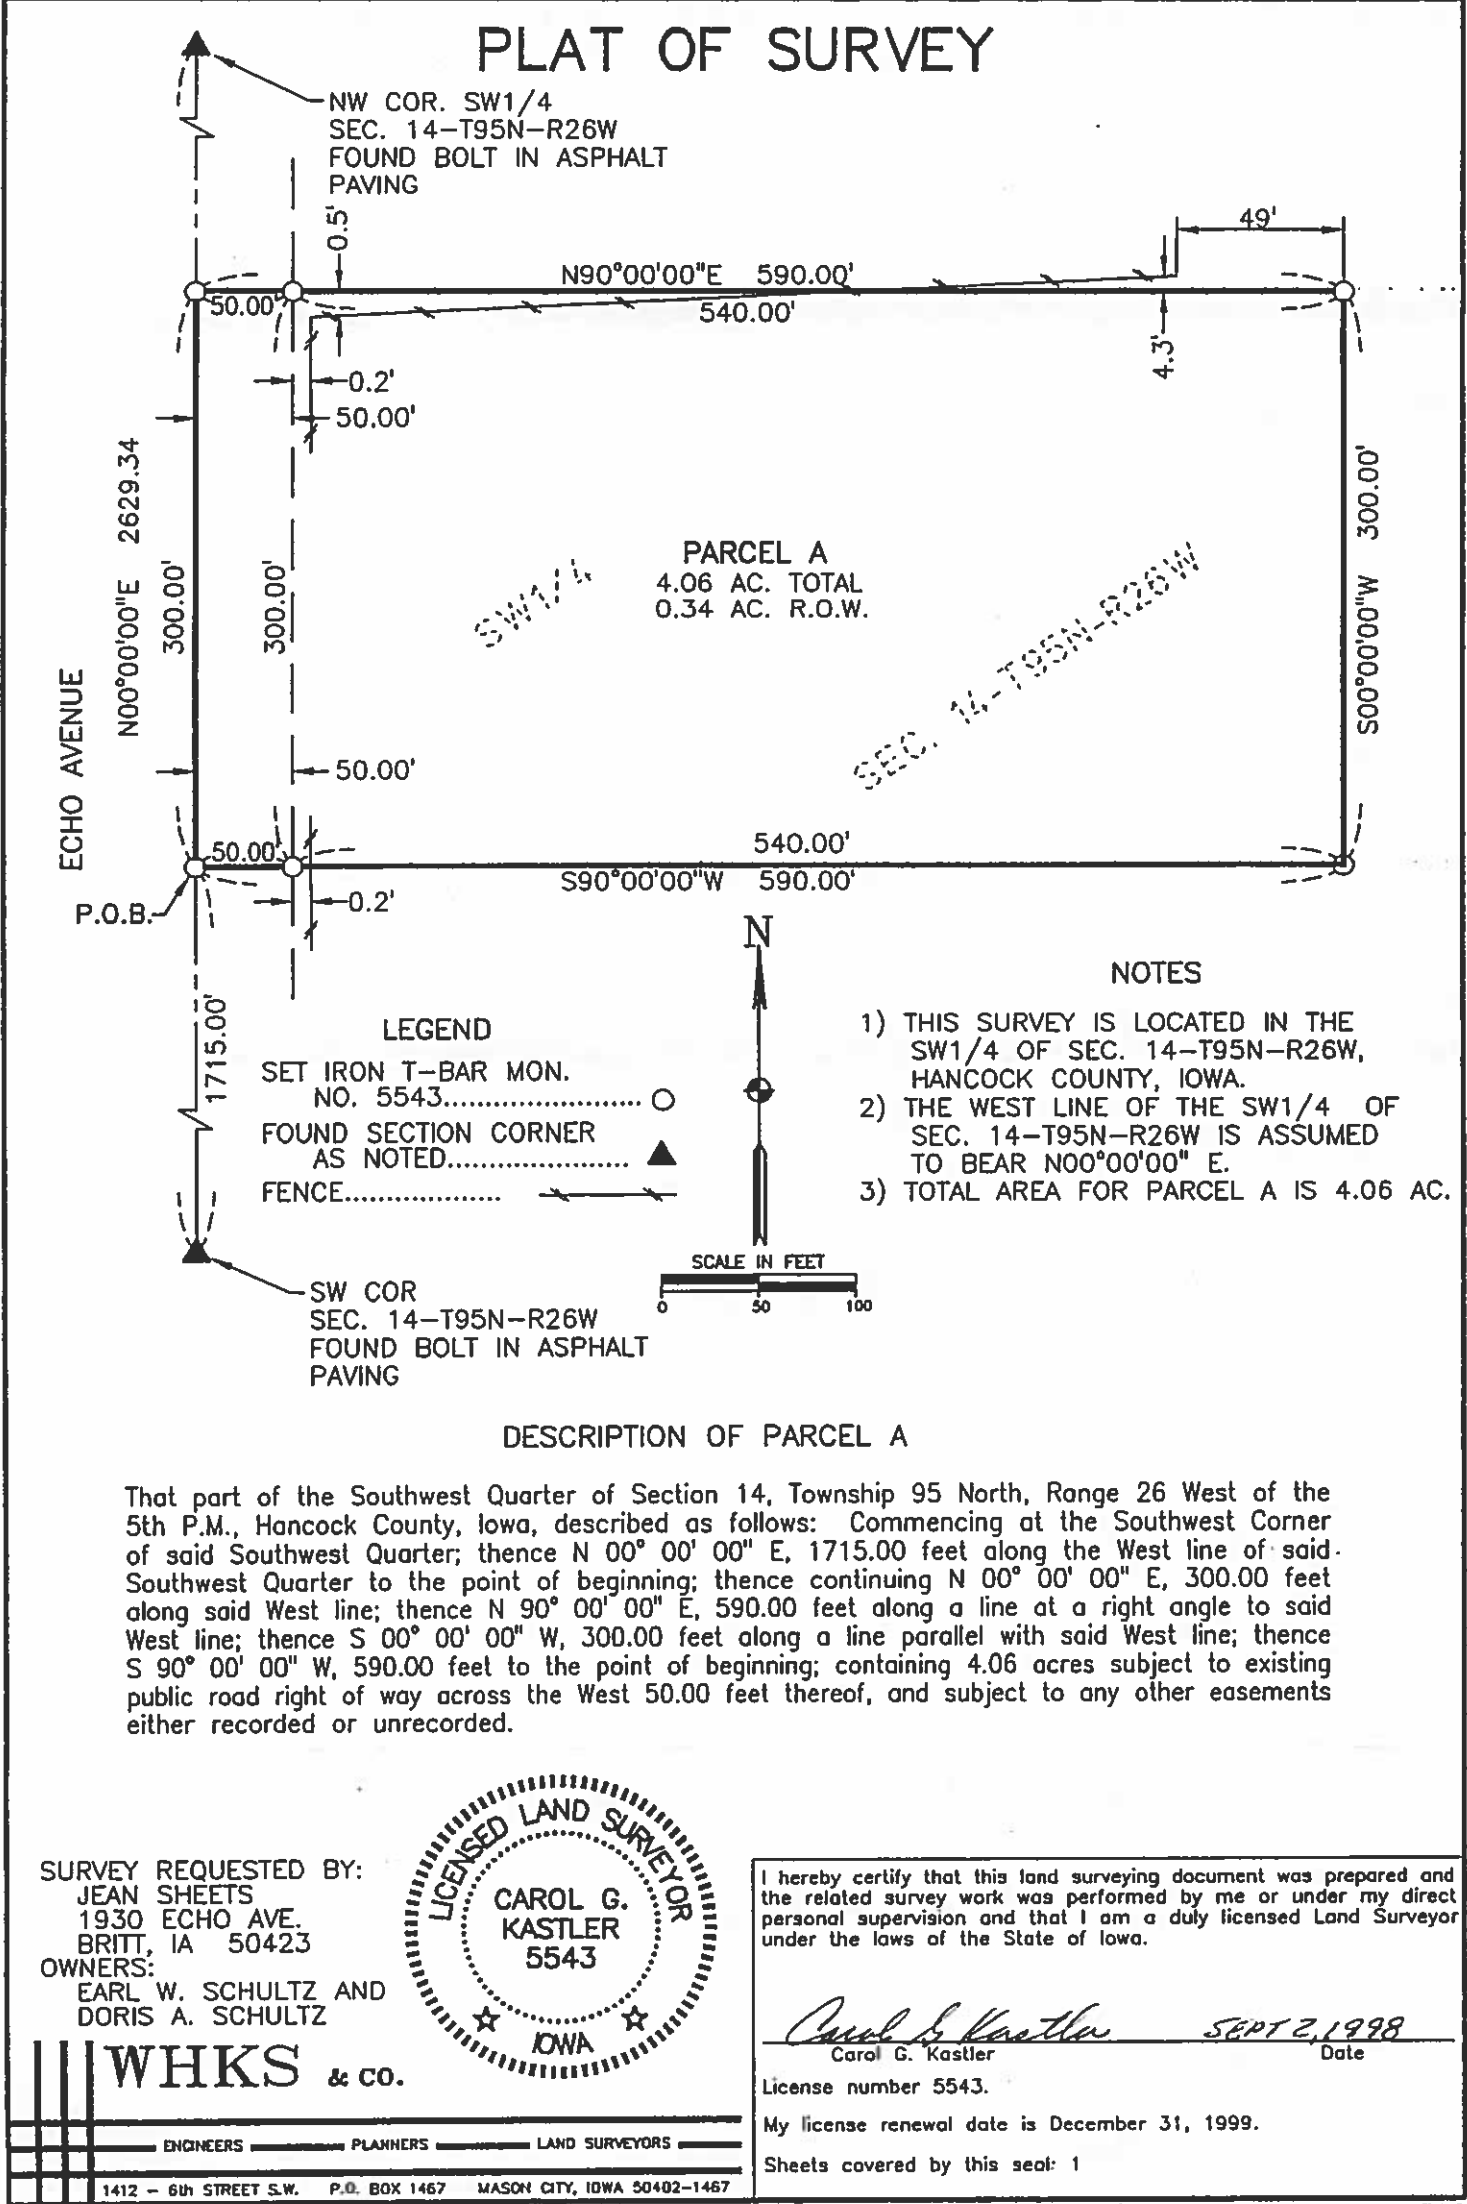 PLAT OF SURVEY
NW COR. SW1/4
SEC. 14-T95N-R26W
FOUND BOLT IN ASPHALT
PAVING
0.5'
49'
N90°00'00"E 590.00'
50.00'
540.00'
4.3'
0.2'
50.00'
N00°00'00"E 2629.34
300.00'
300.00'
PARCEL A
4.06 AC. TOTAL
0.34 AC. R.O.W.
SW1/4
SEC. 14-T95N-R26W
S00°00'00"W 300.00'
ECHO AVENUE
50.00'
50.00'
540.00'
S90°00'00"W 590.00'
P.O.B.
0.2'
1715.00'
N
LEGEND
SET IRON T-BAR MON.
NO. 5543........................
FOUND SECTION CORNER
AS NOTED......................
FENCE...................
NOTES
1) THIS SURVEY IS LOCATED IN THE
SW1/4 OF SEC. 14-T95N-R26W,
HANCOCK COUNTY, IOWA.
2) THE WEST LINE OF THE SW1/4 OF
SEC. 14-T95N-R26W IS ASSUMED
TO BEAR N00°00'00" E.
3) TOTAL AREA FOR PARCEL A IS 4.06 AC.
SCALE IN FEET
0 50 100
SW COR
SEC. 14-T95N-R26W
FOUND BOLT IN ASPHALT
PAVING
DESCRIPTION OF PARCEL A
That part of the Southwest Quarter of Section 14, Township 95 North, Range 26 West of the
5th P.M., Hancock County, Iowa, described as follows: Commencing at the Southwest Corner
of said Southwest Quarter; thence N 00° 00' 00" E, 1715.00 feet along the West line of said
Southwest Quarter to the point of beginning; thence continuing N 00° 00' 00" E, 300.00 feet
along said West line; thence N 90° 00' 00" E, 590.00 feet along a line at a right angle to said
West line; thence S 00° 00' 00" W, 300.00 feet along a line parallel with said West line; thence
S 90° 00' 00" W, 590.00 feet to the point of beginning; containing 4.06 acres subject to existing
public road right of way across the West 50.00 feet thereof, and subject to any other easements
either recorded or unrecorded.
SURVEY REQUESTED BY:
JEAN SHEETS
1930 ECHO AVE.
BRITT, IA 50423
OWNERS:
EARL W. SCHULTZ AND
DORIS A. SCHULTZ
LICENSED LAND SURVEYOR
CAROL G.
KASTLER
5543
IOWA
WHKS & CO.
ENGINEERS PLANNERS LAND SURVEYORS
1412 - 6th STREET S.W. P.O. BOX 1467 MASON CITY, IOWA 50402-1467
I hereby certify that this land surveying document was prepared and
the related survey work was performed by me or under my direct
personal supervision and that I am a duly licensed Land Surveyor
under the laws of the State of Iowa.
Carol G Kastler SEPT 2, 1998
Carol G. Kastler Date
License number 5543.
My license renewal date is December 31, 1999.
Sheets covered by this seal: 1